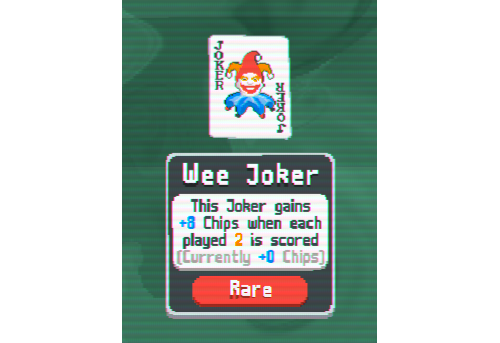 JOKER
JOKER
Wee Joker
This Joker gains
+8 Chips when each
played 2 is scored
(Currently +0 Chips)
Rare